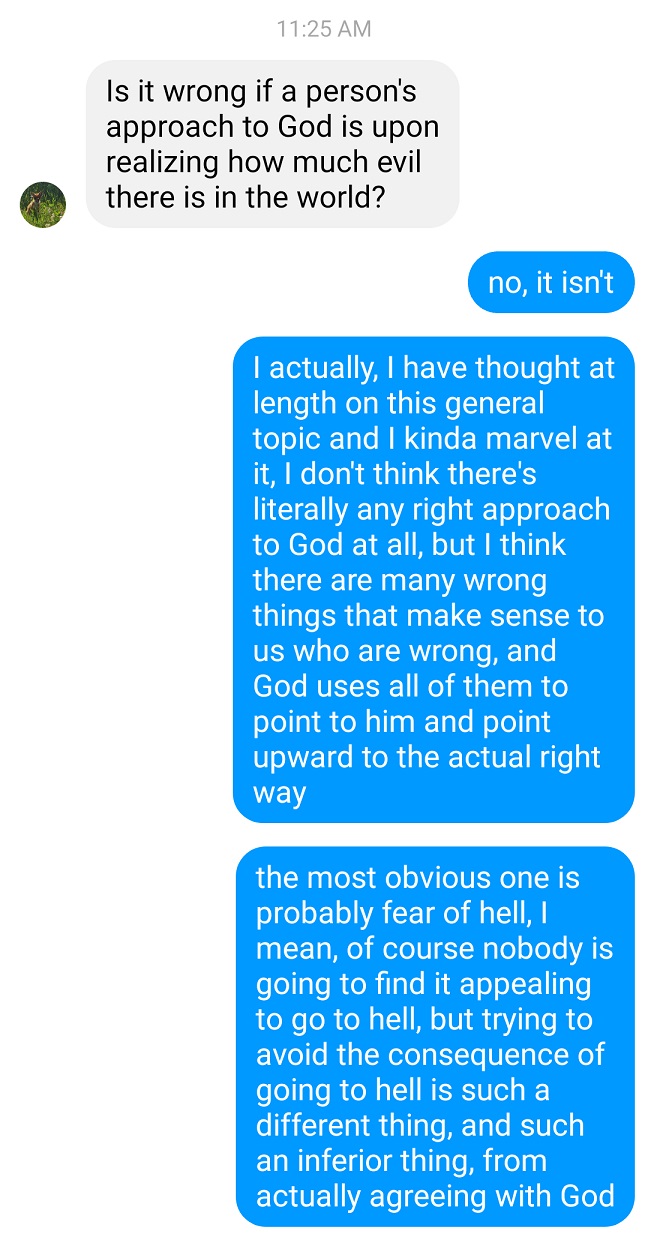 11:25 AM
Is it wrong if a person's
approach to God is upon
realizing how much evil
there is in the world?
no, it isn't
I actually, I have thought at
length on this general
topic and I kinda marvel at
it, I don't think there's
literally any right approach
to God at all, but I think
there are many wrong
things that make sense to
us who are wrong, and
God uses all of them to
point to him and point
upward to the actual right
way
the most obvious one is
probably fear of hell, I
mean, of course nobody is
going to find it appealing
to go to hell, but trying to
avoid the consequence of
going to hell is such a
different thing, and such
an inferior thing, from
actually agreeing with God